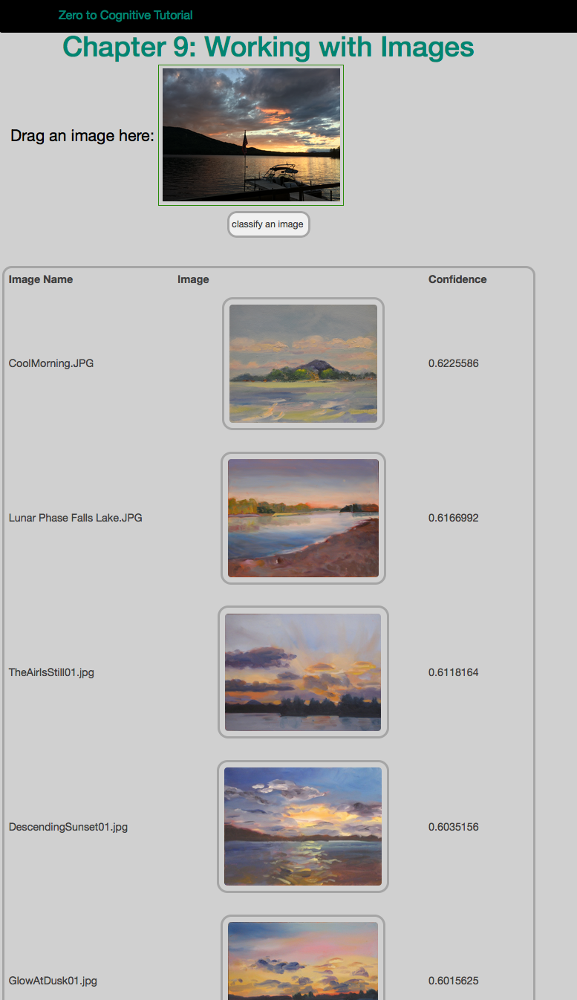 Zero to Cognitive Tutorial
Chapter 9: Working with Images
Drag an image here:
classify an image
Image Name Image Confidence
CoolMorning.JPG 0.6225586
Lunar Phase Falls Lake.JPG 0.6166992
TheAirIsStill01.jpg 0.6118164
DescendingSunset01.jpg 0.6035156
GlowAtDusk01.jpg 0.6015625